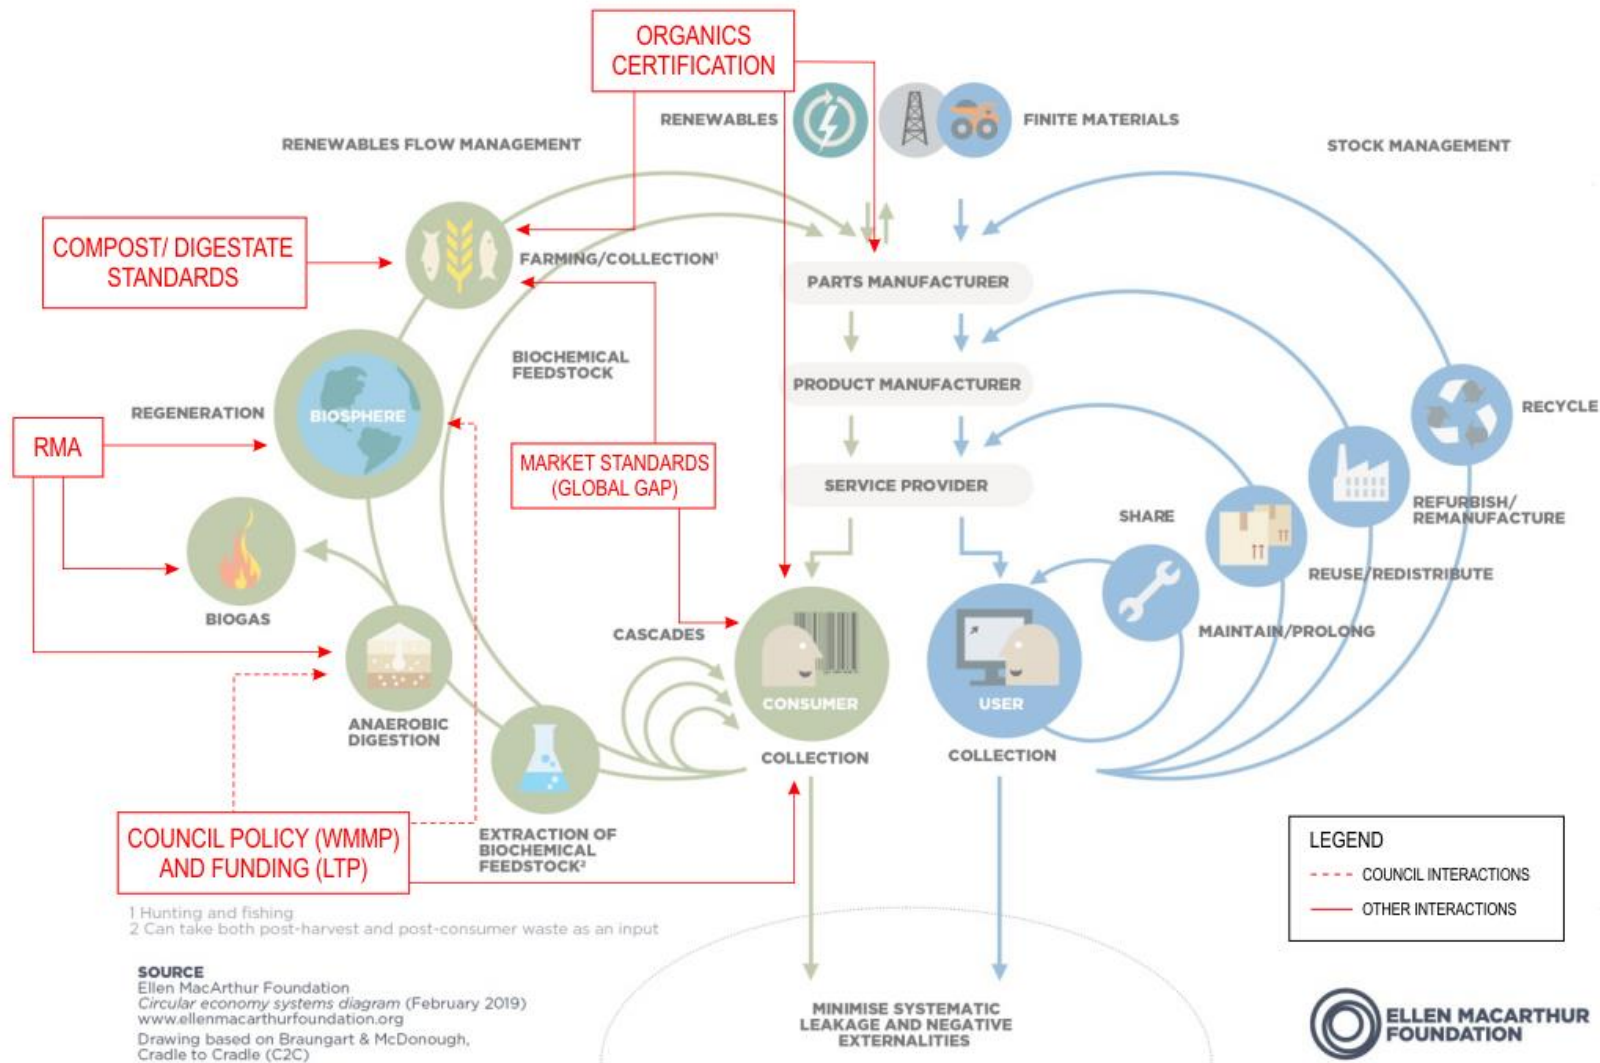 ORGANICS
CERTIFICATION
RENEWABLES
FINITE MATERIALS
RENEWABLES FLOW MANAGEMENT
STOCK MANAGEMENT
COMPOST/ DIGESTATE
STANDARDS
FARMING/COLLECTION¹
PARTS MANUFACTURER
BIOCHEMICAL
FEEDSTOCK
PRODUCT MANUFACTURER
REGENERATION
BIOSPHERE
RECYCLE
RMA
MARKET STANDARDS
(GLOBAL GAP)
SERVICE PROVIDER
REFURBISH/
REMANUFACTURE
SHARE
REUSE/REDISTRIBUTE
BIOGAS
CASCADES
MAINTAIN/PROLONG
CONSUMER
USER
ANAEROBIC
DIGESTION
COLLECTION
COLLECTION
COUNCIL POLICY (WMMP)
AND FUNDING (LTP)
EXTRACTION OF
BIOCHEMICAL
FEEDSTOCK²
LEGEND
COUNCIL INTERACTIONS
OTHER INTERACTIONS
1 Hunting and fishing
2 Can take both post-harvest and post-consumer waste as an input
SOURCE
Ellen MacArthur Foundation
Circular economy systems diagram (February 2019)
www.ellenmacarthurfoundation.org
Drawing based on Braungart & McDonough,
Cradle to Cradle (C2C)
MINIMISE SYSTEMATIC
LEAKAGE AND NEGATIVE
EXTERNALITIES
ELLEN MACARTHUR
FOUNDATION